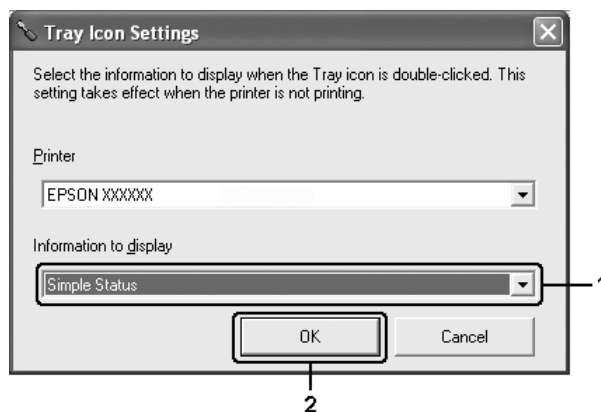 Tray Icon Settings
Select the information to display when the Tray icon is double-clicked. This
setting takes effect when the printer is not printing.
Printer
EPSON XXXXXX
Information to display
Simple Status
1
OK
Cancel
2